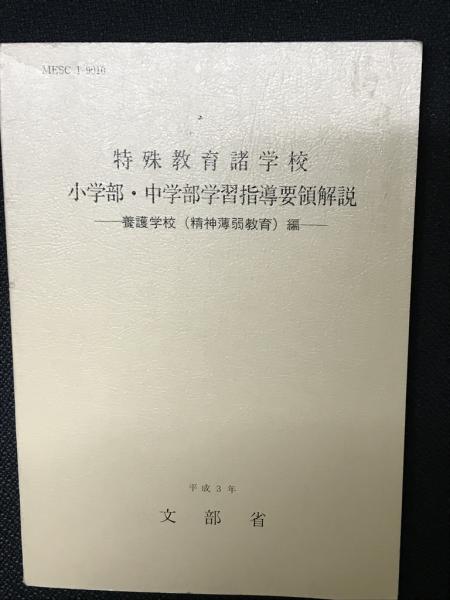 MESC 1-9010
特殊教育諸学校
小学部・中学部学習指導要領解説
──養護学校（精神薄弱教育）編──
平成3年
文部省